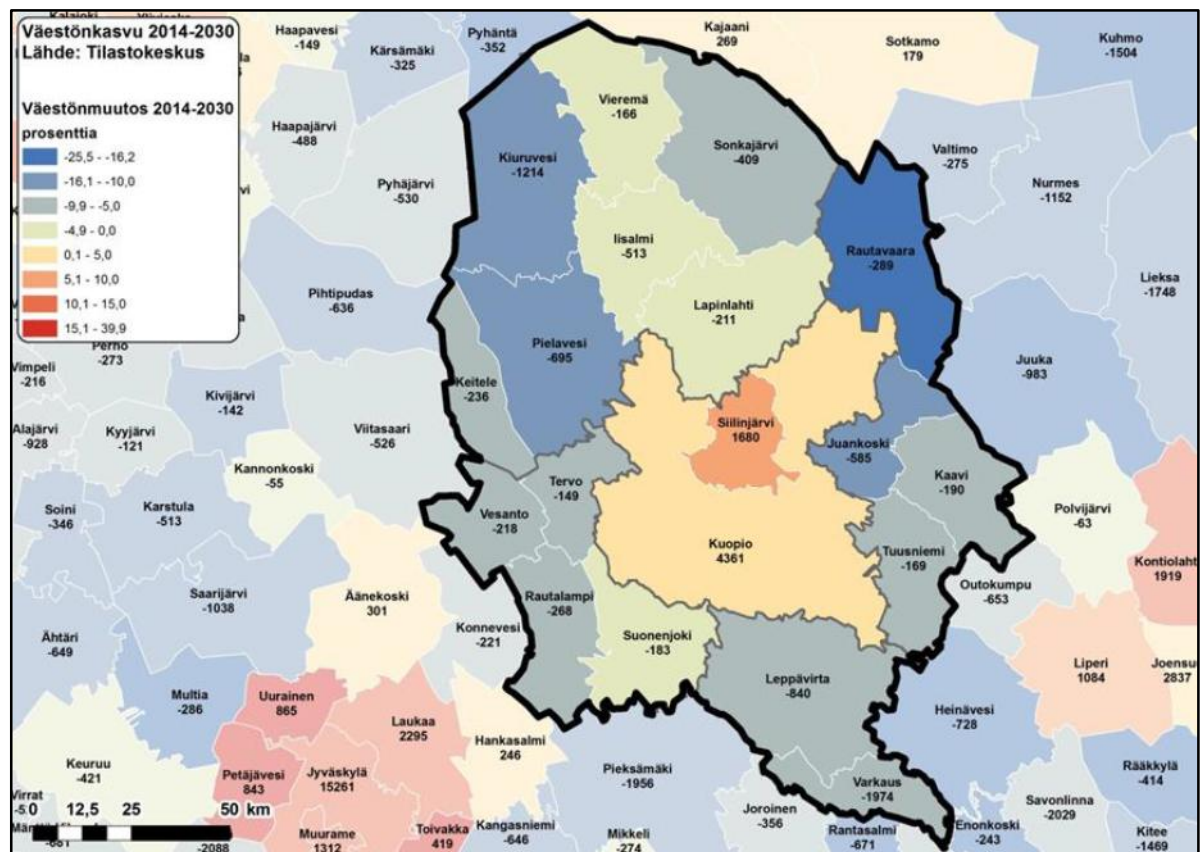 Kalajoki
Väestönkasvu 2014-2030
Lähde: Tilastokeskus
Väestönmuutos 2014-2030
prosenttia
-25,5 - -16,2
-16,1 - -10,0
-9,9 - -5,0
-4,9 - 0,0
0,1 - 5,0
5,1 - 10,0
10,1 - 15,0
15,1 - 39,9
Haapavesi
-149
Kärsämäki
-325
Pyhäntä
-352
Kajaani
269
Sotkamo
179
Kuhmo
-1504
Haapajärvi
-488
Pyhäjärvi
-530
Kiuruvesi
-1214
Vieremä
-166
Sonkajärvi
-409
Valtimo
-275
Nurmes
-1152
Iisalmi
-513
Rautavaara
-289
Lieksa
-1748
Pihtipudas
-636
Lapinlahti
-211
Pielavesi
-695
Perho
-273
Vimpeli
-216
Keitele
-236
Juuka
-983
Kivijärvi
-142
Alajärvi
-928
Kyyjärvi
-121
Viitasaari
-526
Siilinjärvi
1680
Juankoski
-585
Kannonkoski
-55
Kaavi
-190
Soini
-346
Karstula
-513
Tervo
-149
Vesanto
-218
Polvijärvi
-63
Kuopio
4361
Tuusniemi
-169
Kontiolaht
1919
Saarijärvi
-1038
Äänekoski
301
Rautalampi
-268
Outokumpu
-653
Ähtäri
-649
Konnevesi
-221
Suonenjoki
-183
Leppävirta
-840
Liperi
1084
Joensu
2837
Multia
-286
Uurainen
865
Laukaa
2295
Heinävesi
-728
Keuruu
-421
Petäjävesi
843
Jyväskylä
15261
Hankasalmi
246
Pieksämäki
-1956
Varkaus
-1974
Rääkkylä
-414
Virrat
0 12,5 25 50 km
Joroinen
-356
Savonlinna
-2029
-2088
Muurame
1312
Toivakka
419
Kangasniemi
-646
Mikkeli
-274
Rantasalmi
-671
Enonkoski
-243
Kitee
-1469